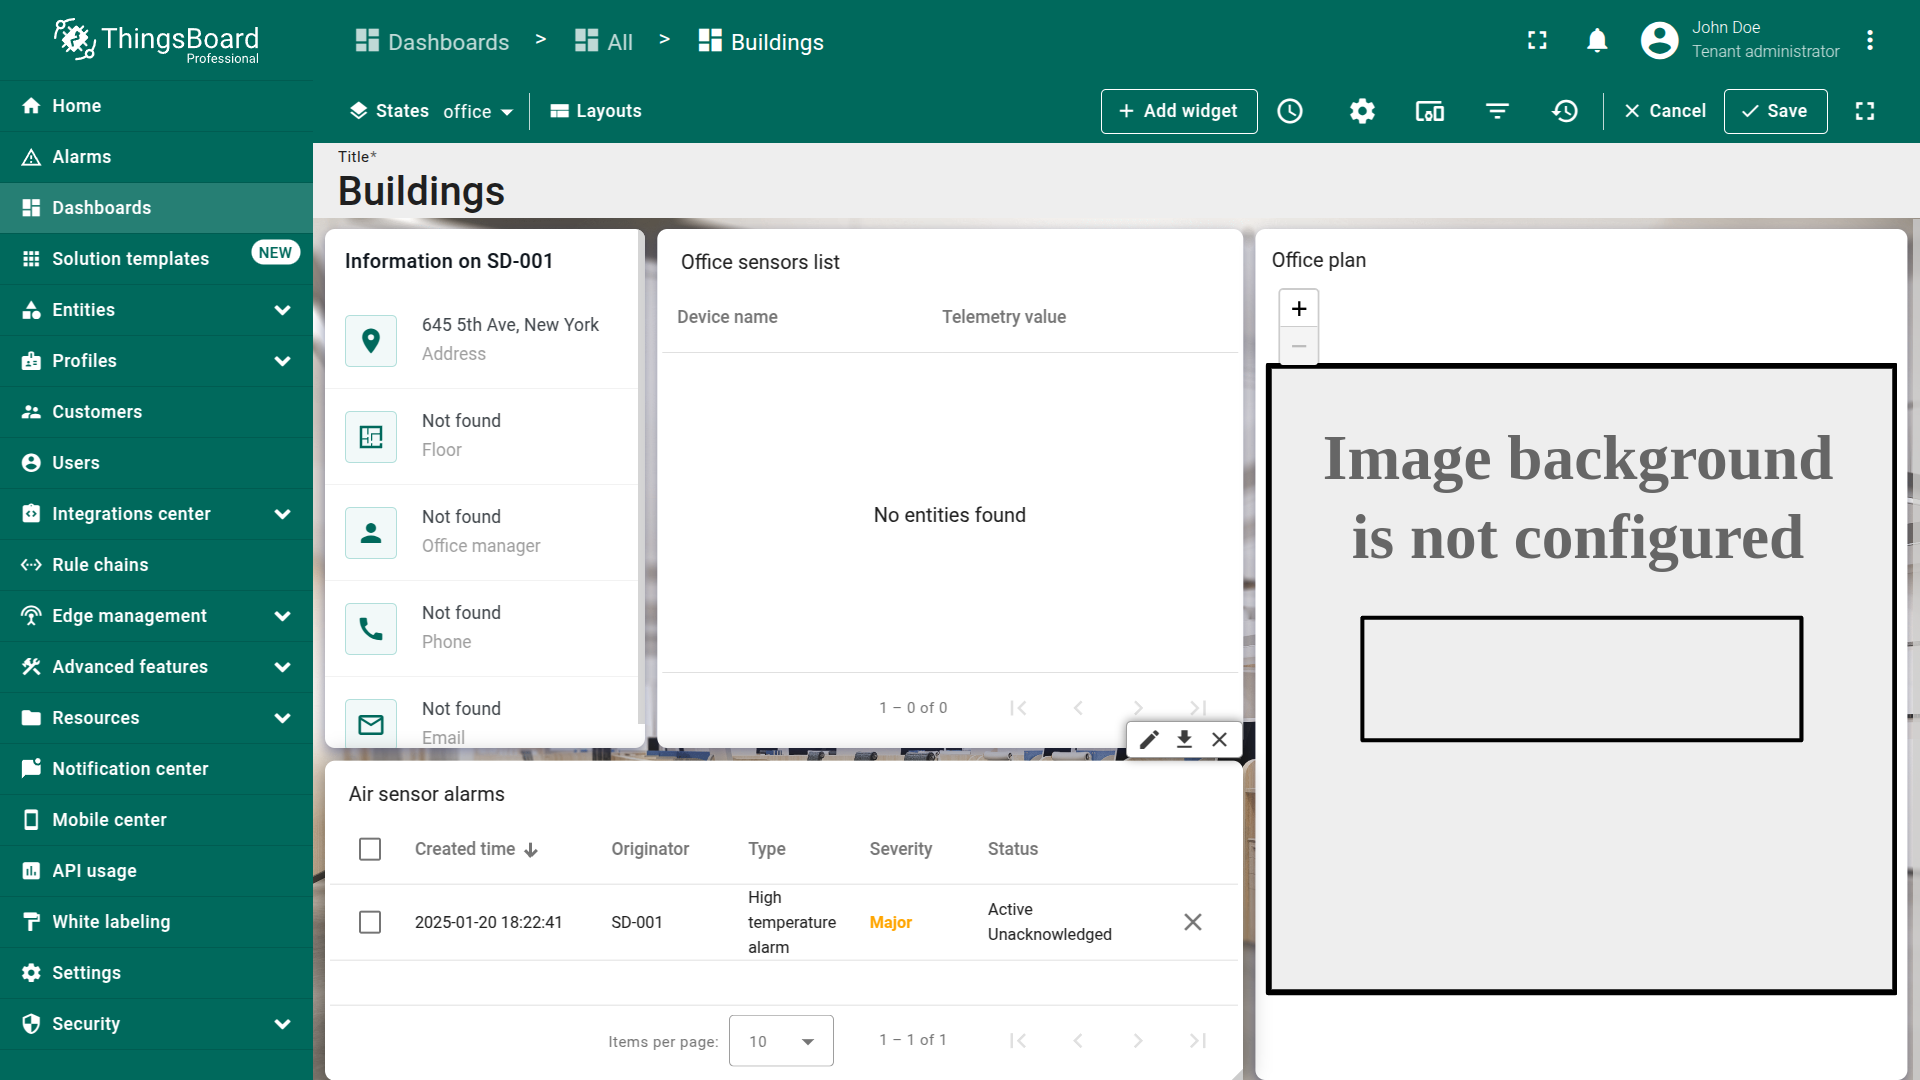 ThingsBoard
Professional
Home
Alarms
Dashboards
Solution templates NEW
Entities
Profiles
Customers
Users
Integrations center
Rule chains
Edge management
Advanced features
Resources
Notification center
Mobile center
API usage
White labeling
Settings
Security
Dashboards > All > Buildings
John Doe
Tenant administrator
States office
Layouts
+ Add widget
Cancel
Save
Title*
Buildings
Information on SD-001
645 5th Ave, New York
Address
Not found
Floor
Not found
Office manager
Not found
Phone
Not found
Email
Office sensors list
Device name Telemetry value
No entities found
1 – 0 of 0
Office plan
+
−
Image background
is not configured
Air sensor alarms
Created time Originator Type Severity Status
2025-01-20 18:22:41 SD-001 High temperature alarm Major Active Unacknowledged
Items per page: 10 1 – 1 of 1